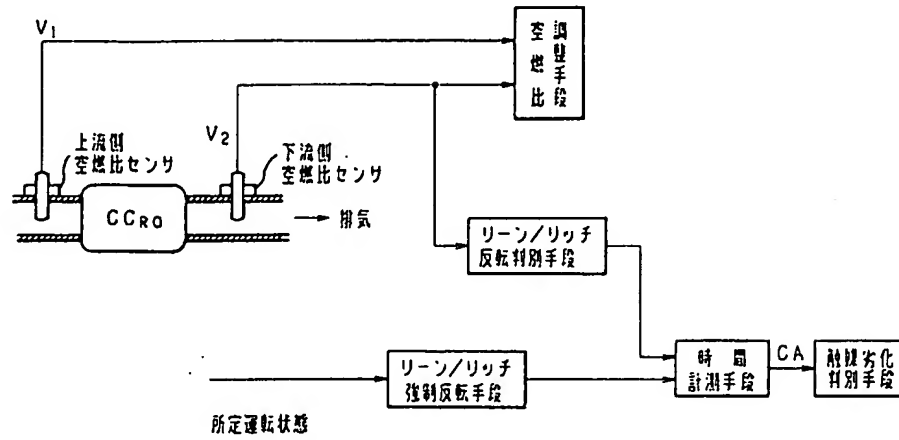 V1
空燃比
調整手段
V2
上流側
空燃比センサ
下流側
空燃比センサ
CCRO
排気
リーン/リッチ
反転判別手段
時間
計測手段
CA
触媒劣化
判別手段
リーン/リッチ
強制反転手段
所定運転状態